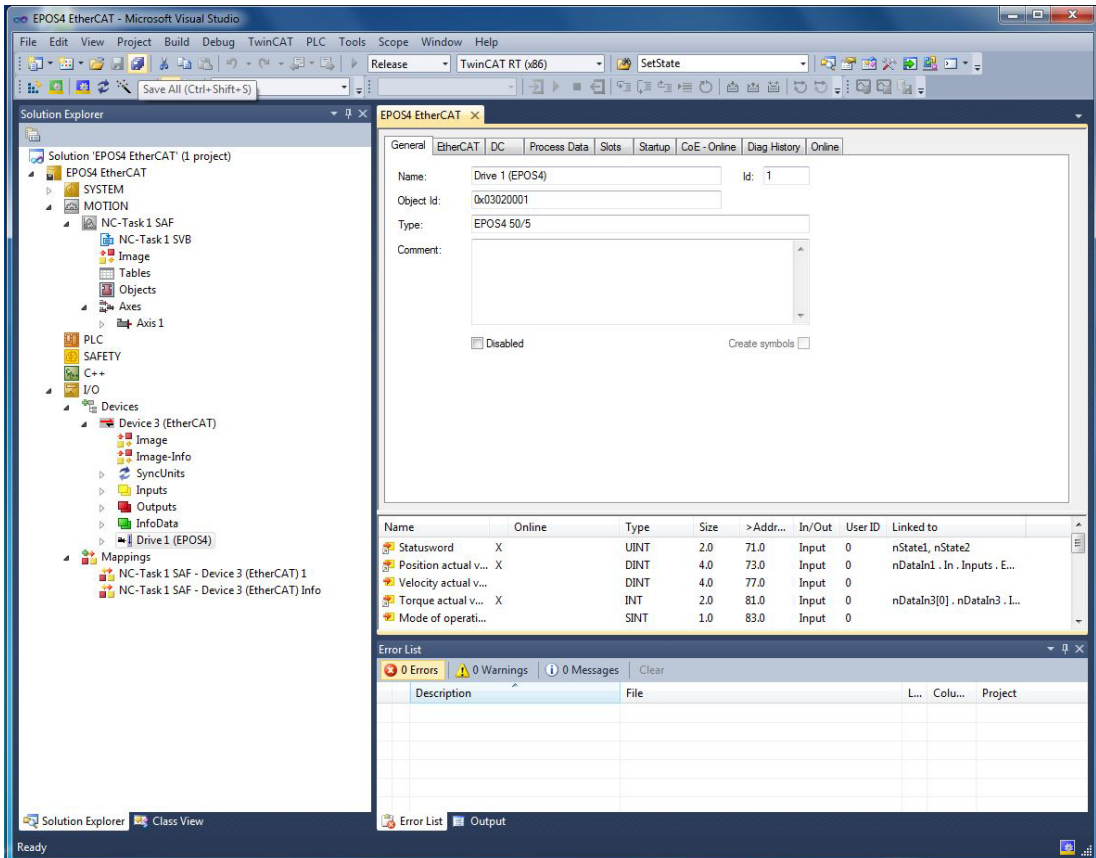 EPOS4 EtherCAT - Microsoft Visual Studio
File Edit View Project Build Debug TwinCAT PLC Tools Scope Window Help
Release TwinCAT RT (x86) SetState
Save All (Ctrl+Shift+S)
Solution Explorer
Solution 'EPOS4 EtherCAT' (1 project)
EPOS4 EtherCAT
SYSTEM
MOTION
NC-Task 1 SAF
NC-Task 1 SVB
Image
Tables
Objects
Axes
Axis 1
PLC
SAFETY
C++
I/O
Devices
Device 3 (EtherCAT)
Image
Image-Info
SyncUnits
Inputs
Outputs
InfoData
Drive 1 (EPOS4)
Mappings
NC-Task 1 SAF - Device 3 (EtherCAT) 1
NC-Task 1 SAF - Device 3 (EtherCAT) Info
Solution Explorer Class View
EPOS4 EtherCAT
General EtherCAT DC Process Data Slots Startup CoE - Online Diag History Online
Name: Drive 1 (EPOS4) Id: 1
Object Id: 0x03020001
Type: EPOS4 50/5
Comment:
Disabled Create symbols
Name Online Type Size >Addr... In/Out User ID Linked to
Statusword X UINT 2.0 71.0 Input 0 nState1, nState2
Position actual v... X DINT 4.0 73.0 Input 0 nDataIn1 . In . Inputs . E...
Velocity actual v... DINT 4.0 77.0 Input 0
Torque actual v... X INT 2.0 81.0 Input 0 nDataIn3[0] . nDataIn3 . I...
Mode of operati... SINT 1.0 83.0 Input 0
Error List
0 Errors 0 Warnings 0 Messages Clear
Description File L... Colu... Project
Error List Output
Ready